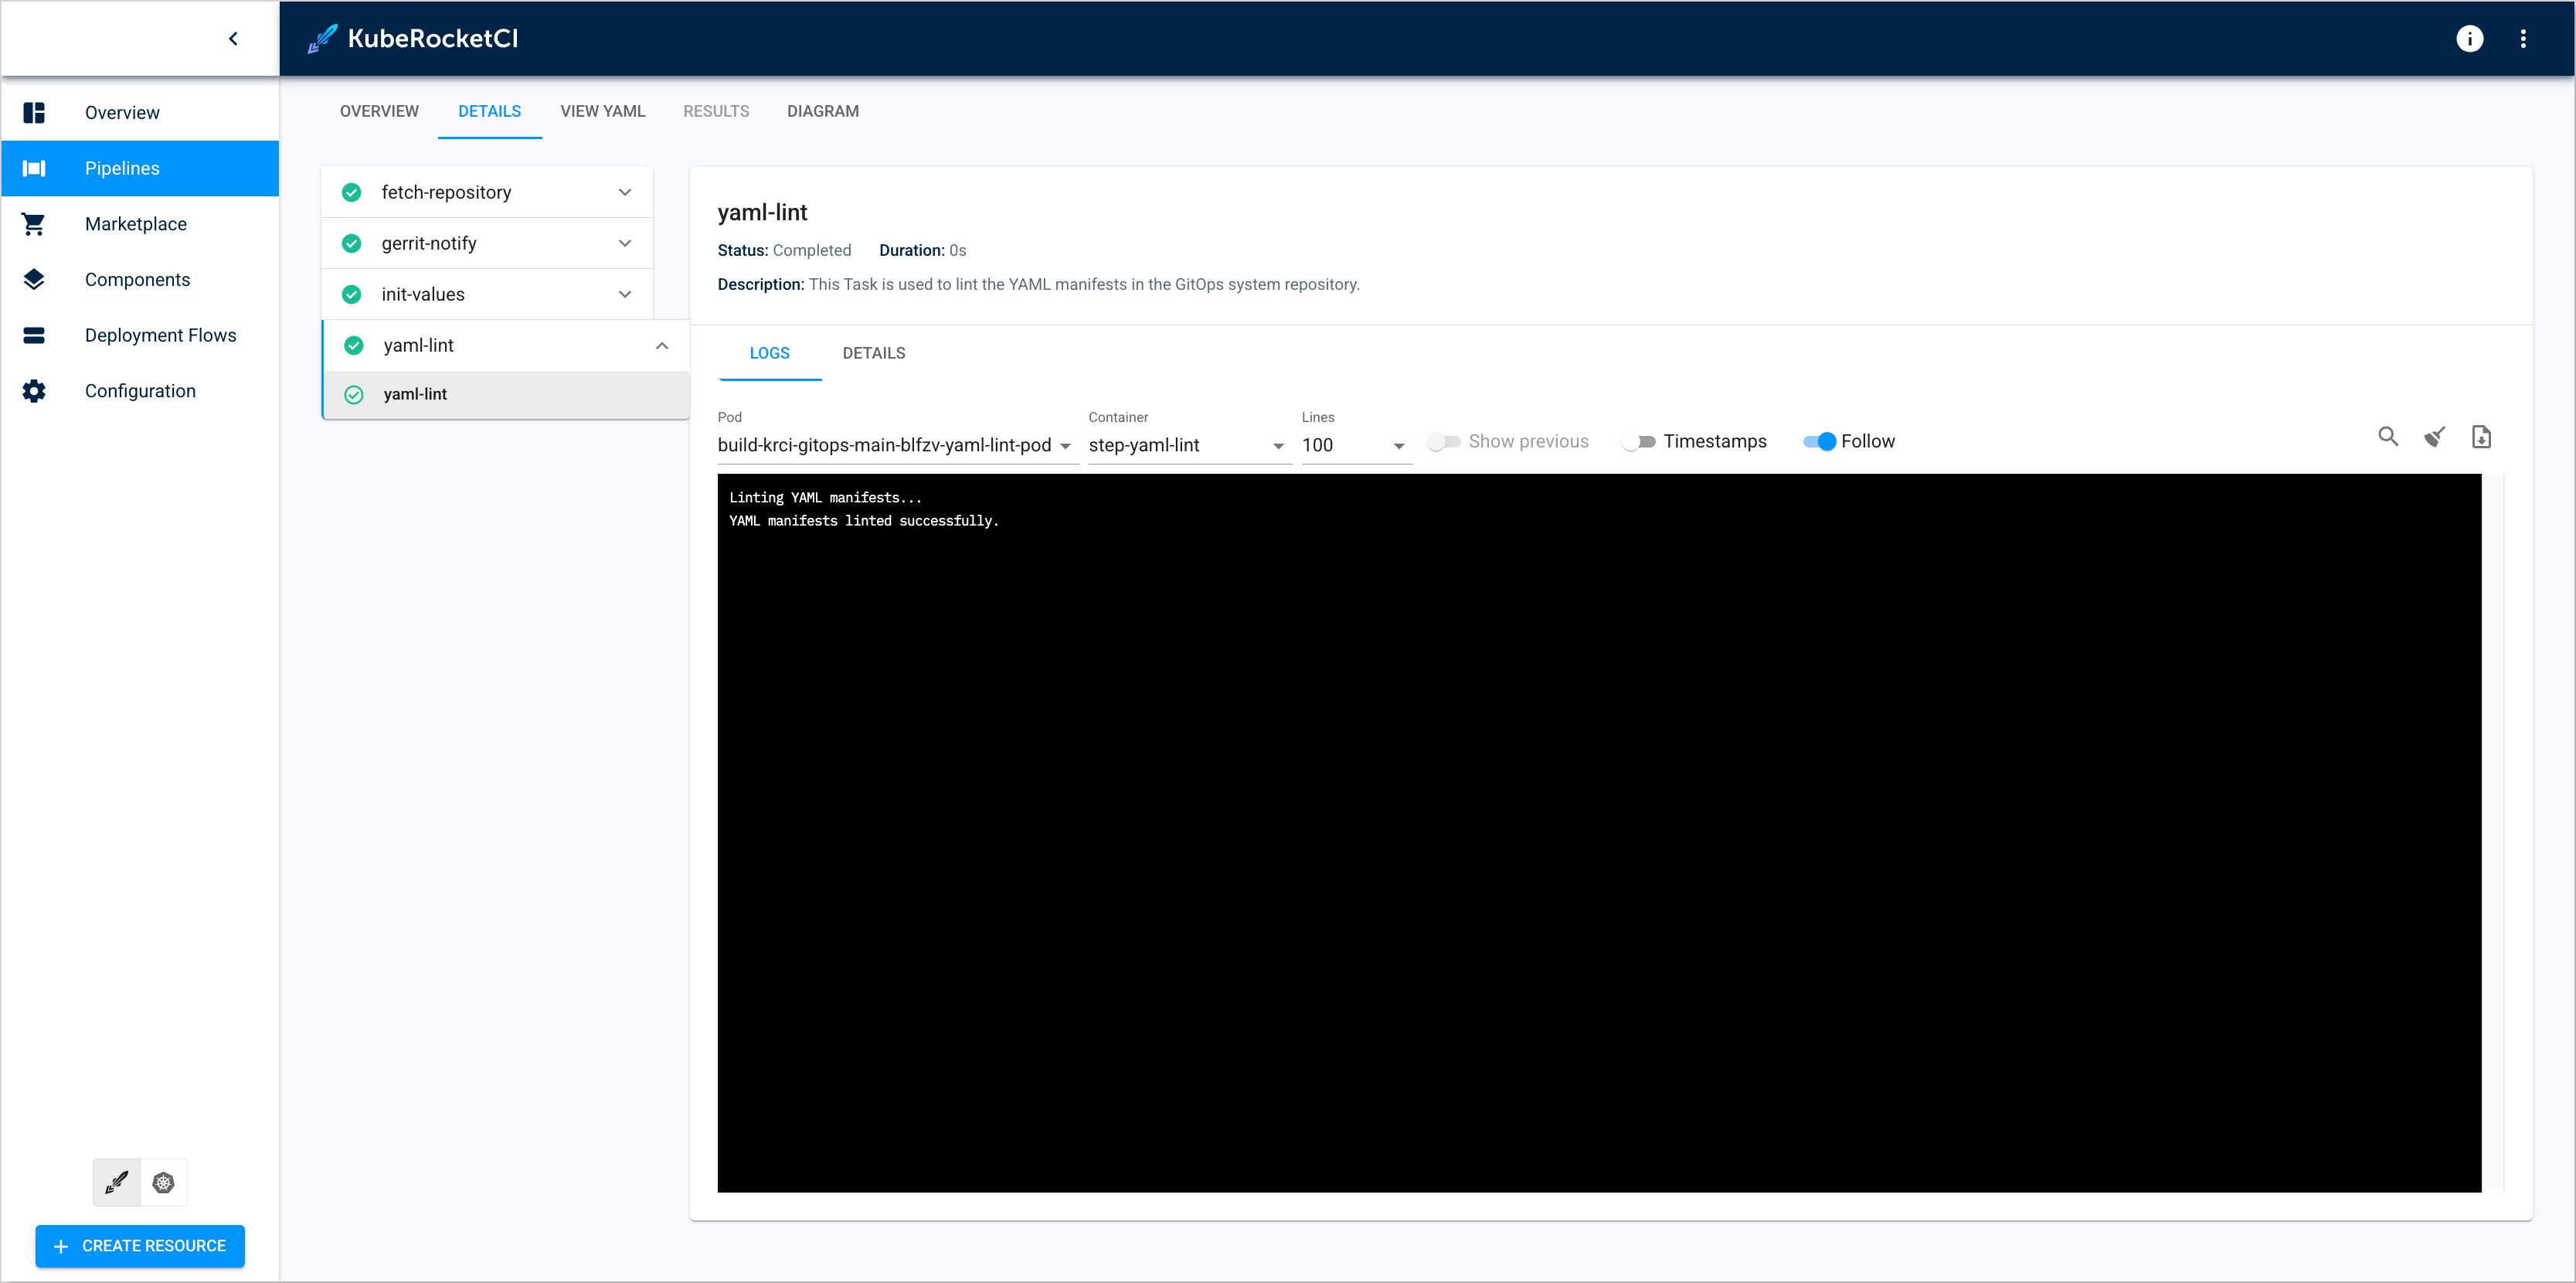 KubeRocketCI
Overview
Pipelines
Marketplace
Components
Deployment Flows
Configuration
CREATE RESOURCE
OVERVIEW DETAILS VIEW YAML RESULTS DIAGRAM
fetch-repository
gerrit-notify
init-values
yaml-lint
yaml-lint
yaml-lint
Status: Completed Duration: 0s
Description: This Task is used to lint the YAML manifests in the GitOps system repository.
LOGS DETAILS
Pod Container Lines
build-krci-gitops-main-blfzv-yaml-lint-pod step-yaml-lint 100 Show previous Timestamps Follow
Linting YAML manifests...
YAML manifests linted successfully.